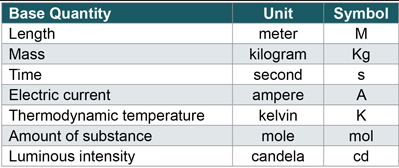 Base Quantity Unit Symbol
Length meter M
Mass kilogram Kg
Time second s
Electric current ampere A
Thermodynamic temperature kelvin K
Amount of substance mole mol
Luminous intensity candela cd